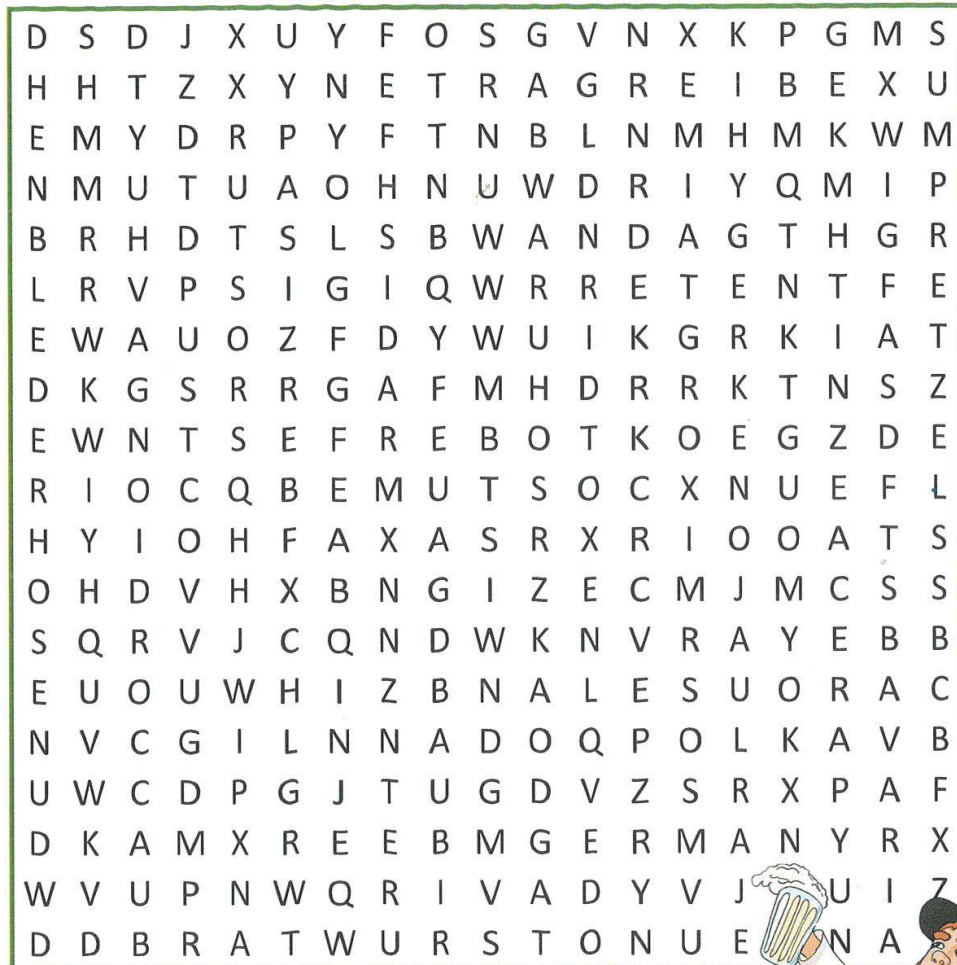 D S D J X U Y F O S G V N X K P G M S
H H T Z X Y N E T R A G R E I B E X U
E M Y D R P Y F T N B L N M H M K W M
N M U T U A O H N U W D R I Y Q M I P
B R H D T S L S B W A N D A G T H G R
L R V P S I G I Q W R R E T E N T F E
E W A U O Z F D Y W U I K G R K I A T
D K G S R R G A F M H D R R K T N S Z
E W N T S E F R E B O T K O E G Z D E
R I O C Q B E M U T S O C X N U E F L
H Y I O H F A X A S R X R I O O A T S
O H D V H X B N G I Z E C M J M C S S
S Q R V J C Q N D W K N V R A Y E B B
E U O U W H I Z B N A L E S U O R A C
N V C G I L N N A D O Q P O L K A V B
U W C D P G J T U G D V Z S R X P A F
D K A M X R E E B M G E R M A N Y R X
W V U P N W Q R I V A D Y V J U I Z
D D B R A T W U R S T O N U E N A